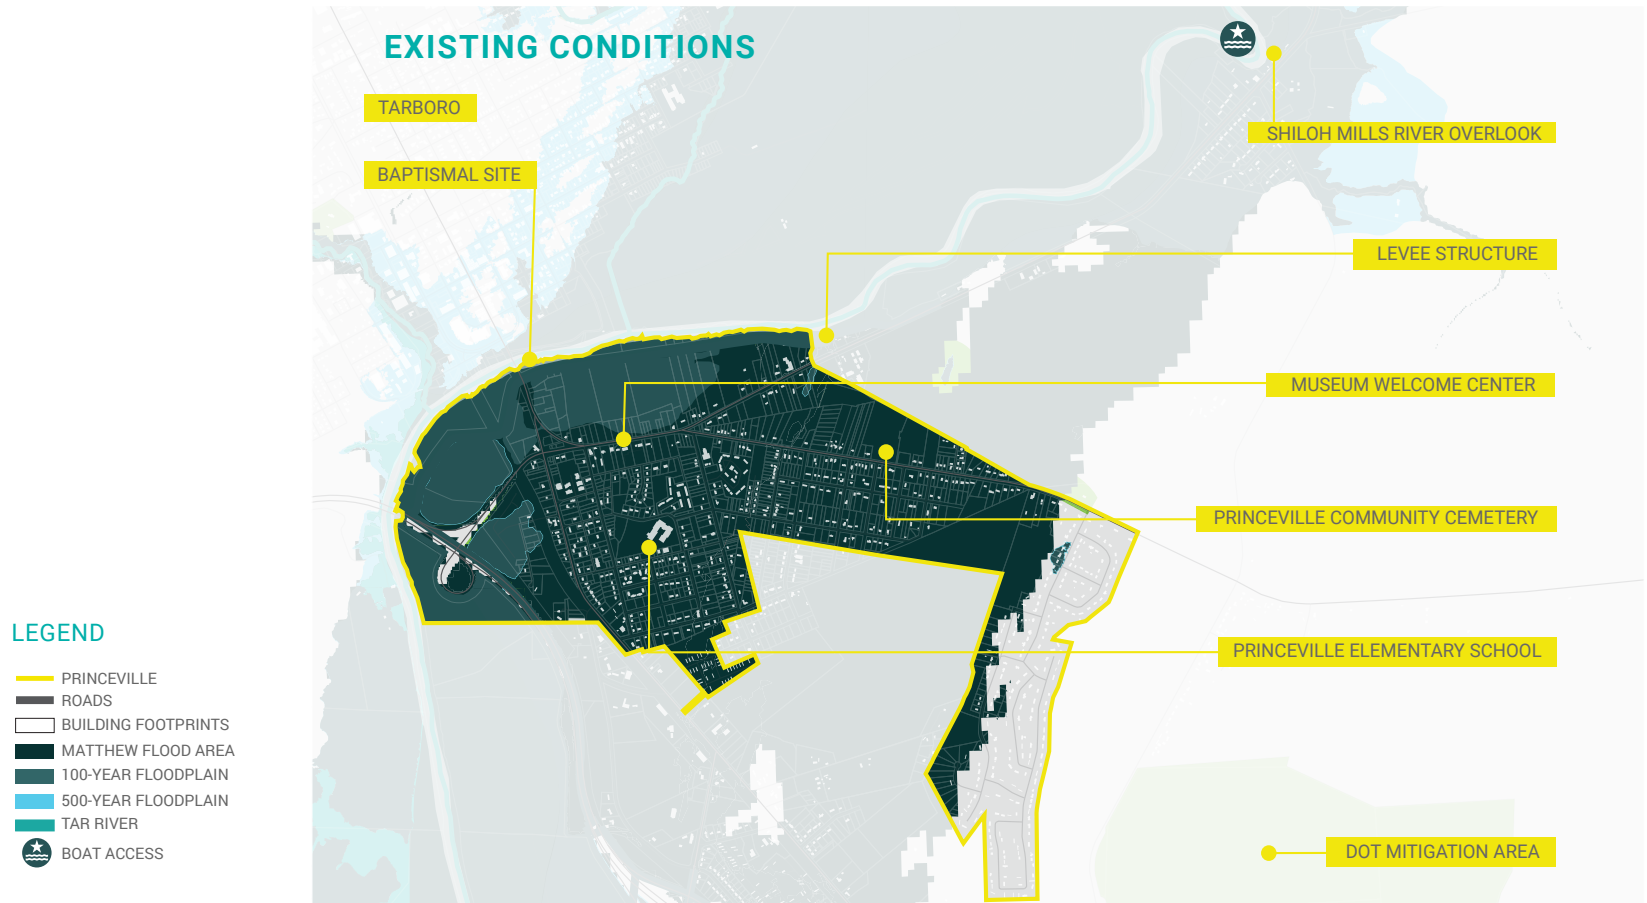 EXISTING CONDITIONS
TARBORO
BAPTISMAL SITE
SHILOH MILLS RIVER OVERLOOK
LEVEE STRUCTURE
MUSEUM WELCOME CENTER
PRINCEVILLE COMMUNITY CEMETERY
PRINCEVILLE ELEMENTARY SCHOOL
DOT MITIGATION AREA
LEGEND
PRINCEVILLE
ROADS
BUILDING FOOTPRINTS
MATTHEW FLOOD AREA
100-YEAR FLOODPLAIN
500-YEAR FLOODPLAIN
TAR RIVER
BOAT ACCESS